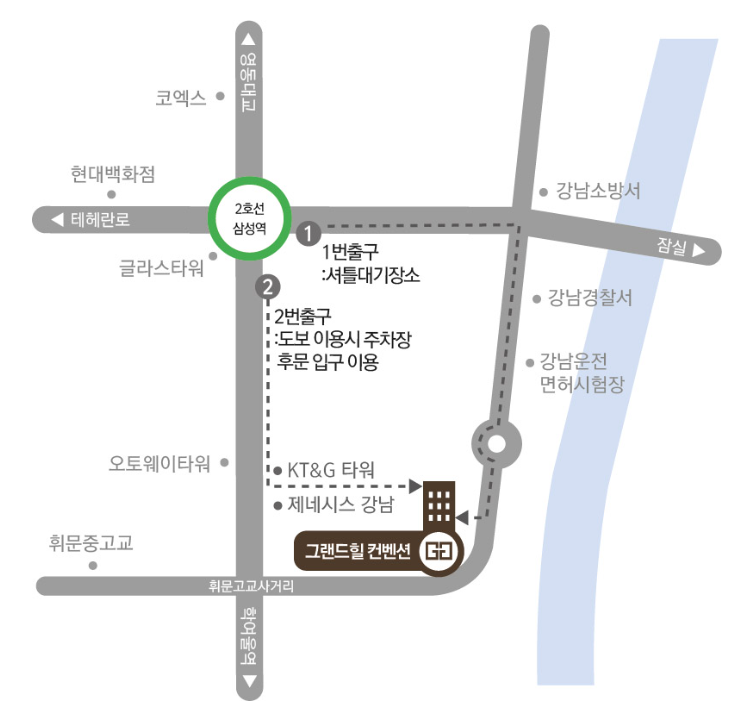 영동대교
코엑스
현대백화점
2호선
삼성역
강남소방서
테헤란로
잠실
1
1번출구
:셔틀대기장소
글라스타워
2
강남경찰서
2번출구
:도보 이용시 주차장
후문 입구 이용
강남운전
면허시험장
오토웨이타워
KT&G 타워
제네시스 강남
휘문중고교
그랜드힐 컨벤션
휘문고교사거리
학여울역